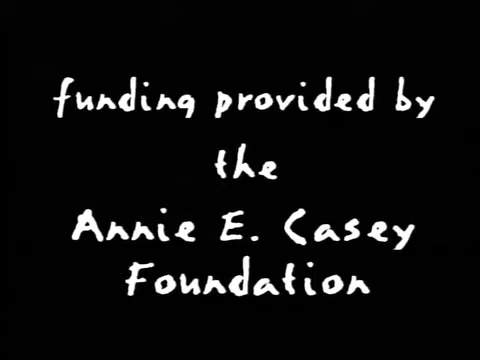 funding provided by
the
Annie E. Casey
Foundation